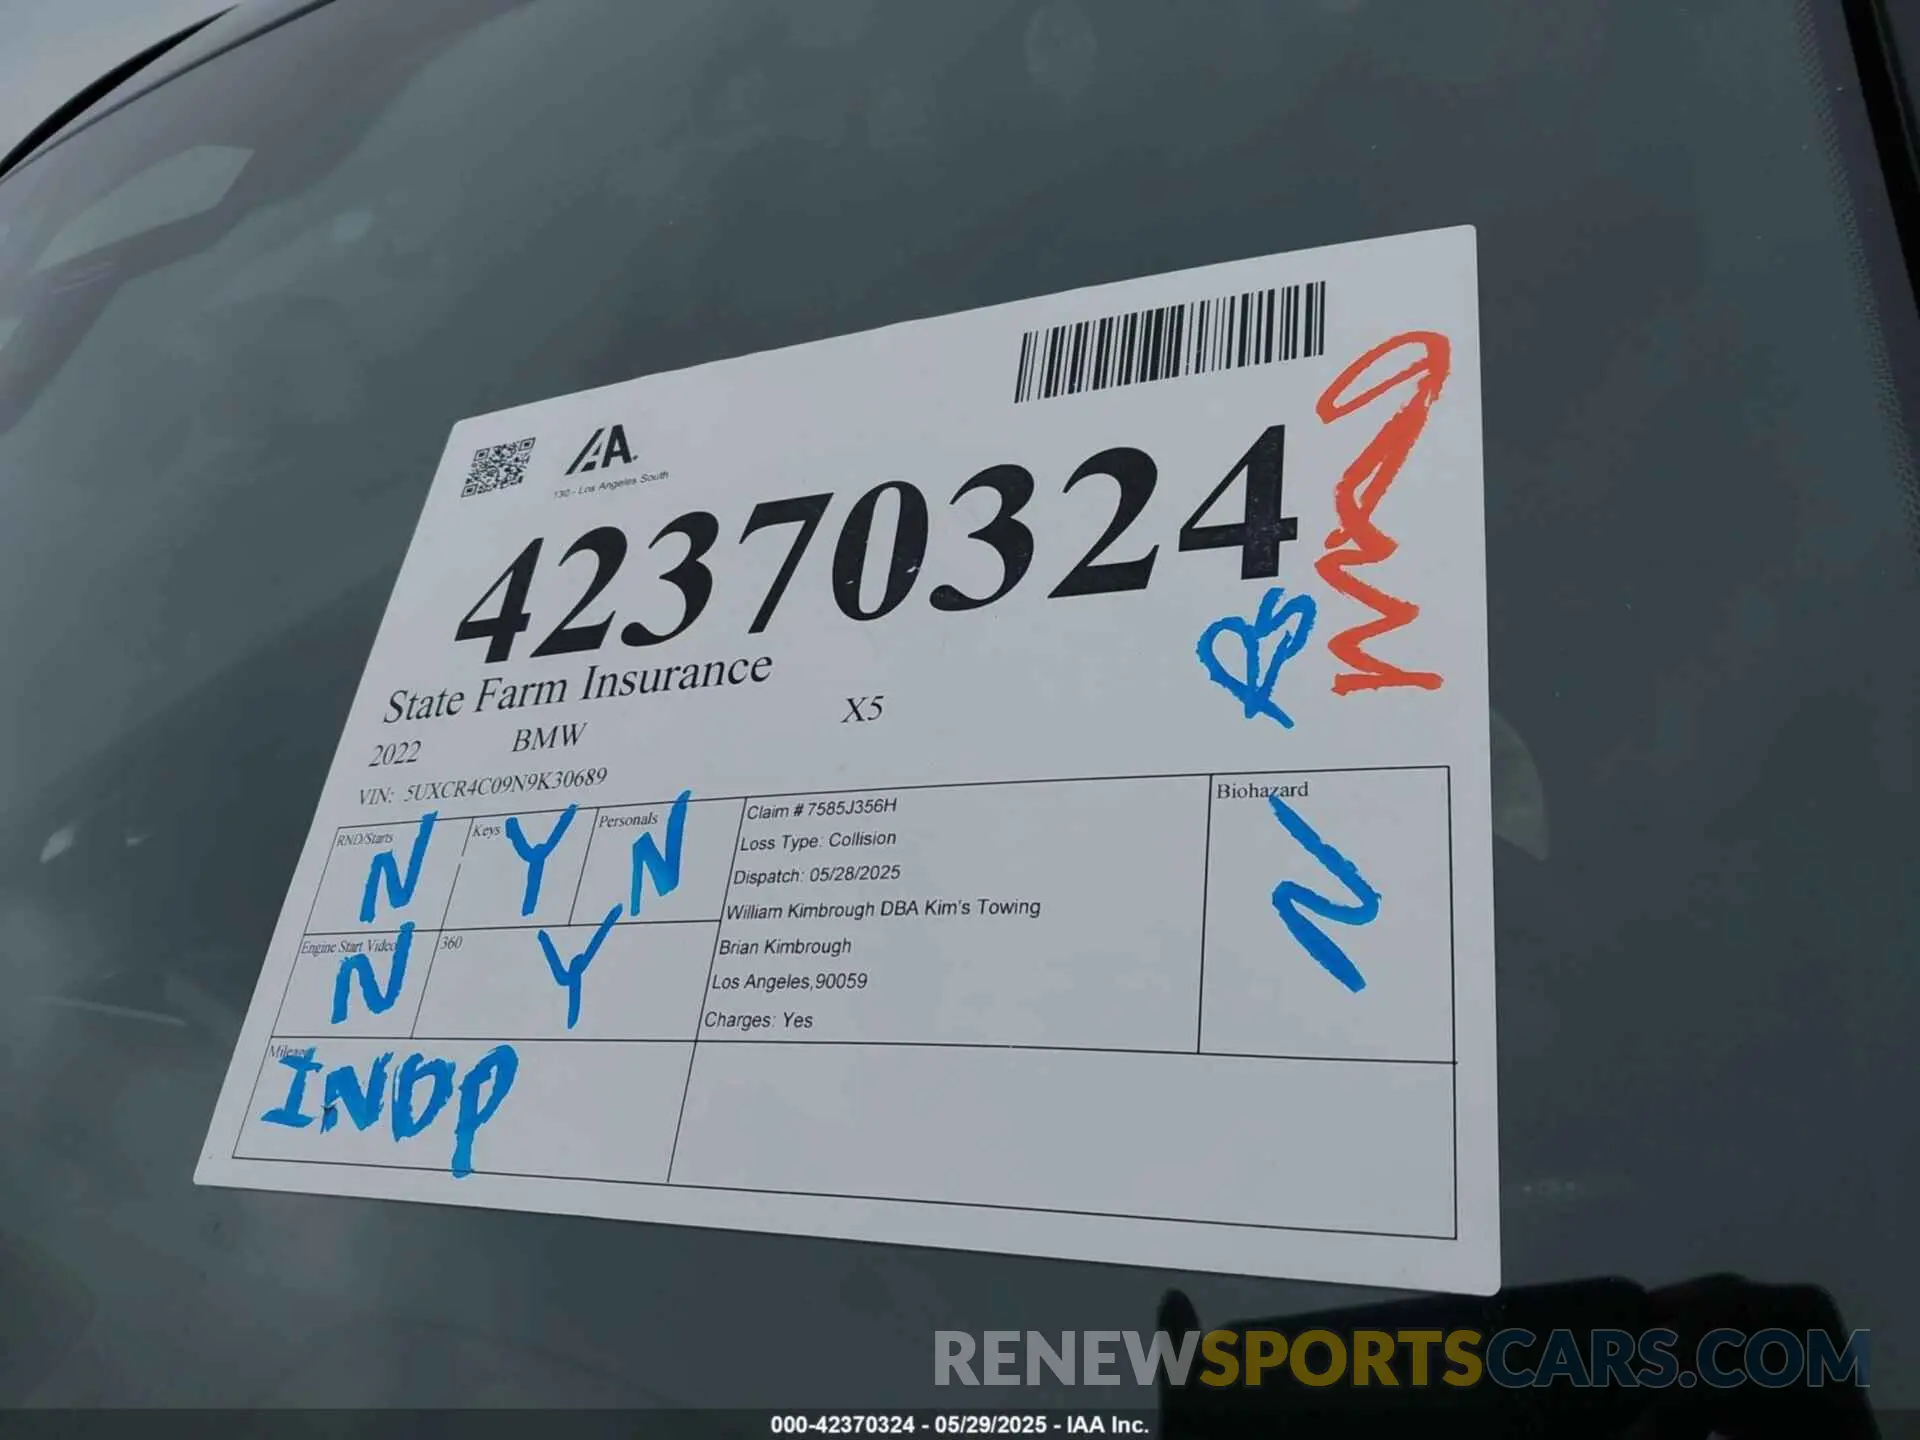 IAA.
130 - Los Angeles South
42370324
State Farm Insurance
2022 BMW X5
VIN: 5UXCR4C09N9K30689
RND/Starts N
Keys Y
Personals N
Engine Start Video N
360 Y
Claim # 7585J356H
Loss Type: Collision
Dispatch: 05/28/2025
William Kimbrough DBA Kim's Towing
Brian Kimbrough
Los Angeles,90059
Charges: Yes
Biohazard
N
Mileage
INOP
RENEWSPORTSCARS.COM
000-42370324 - 05/29/2025 - IAA Inc.